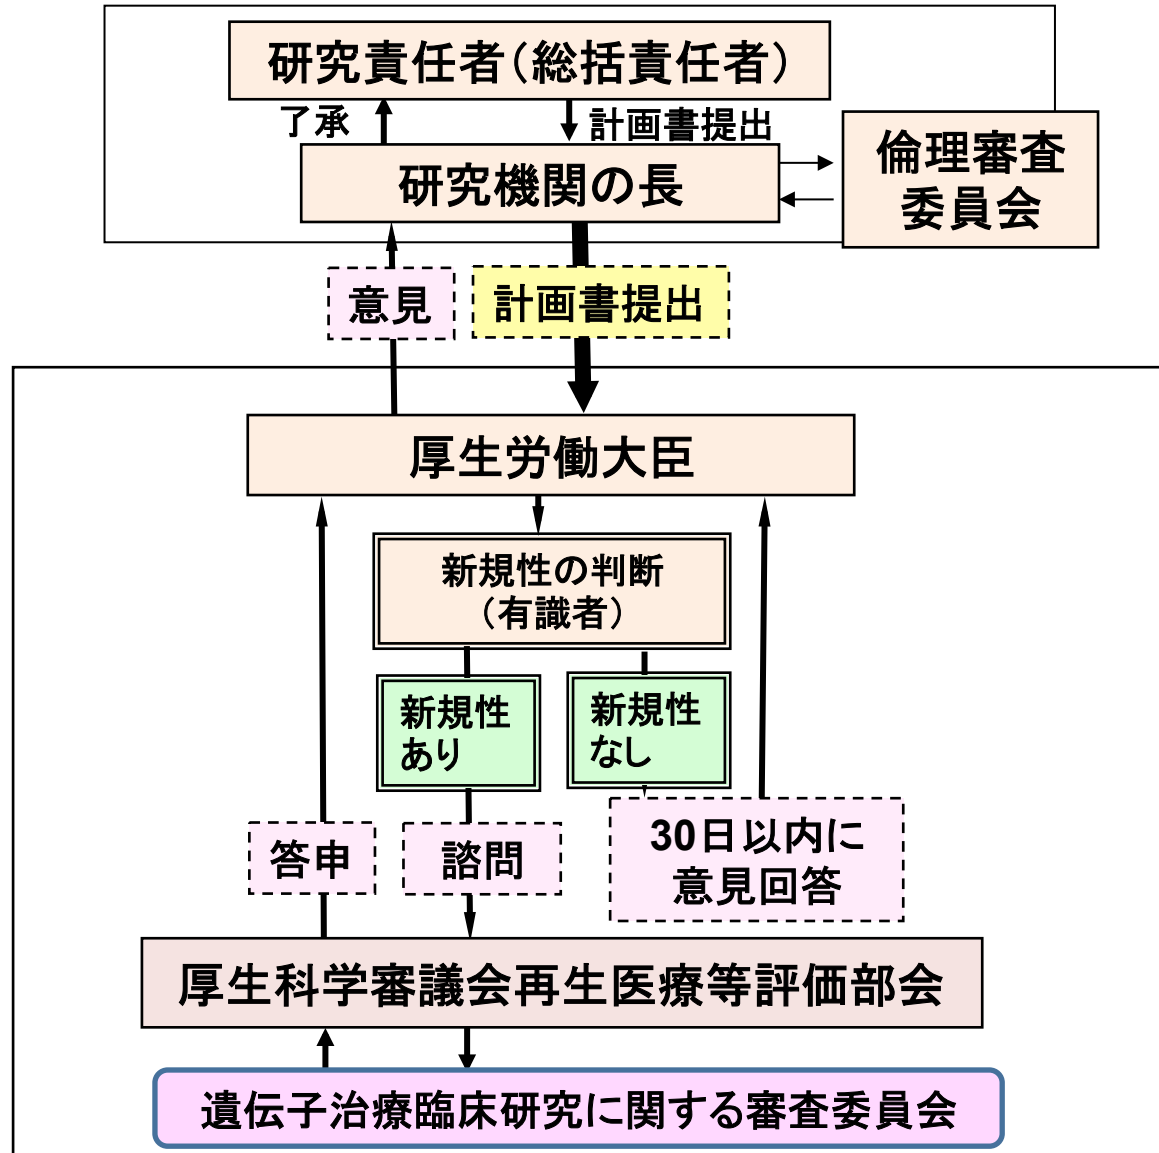 研究責任者（総括責任者）
了承
計画書提出
研究機関の長
倫理審査
委員会
意見
計画書提出
厚生労働大臣
新規性の判断
（有識者）
新規性
あり
新規性
なし
答申
諮問
30日以内に
意見回答
厚生科学審議会再生医療等評価部会
遺伝子治療臨床研究に関する審査委員会